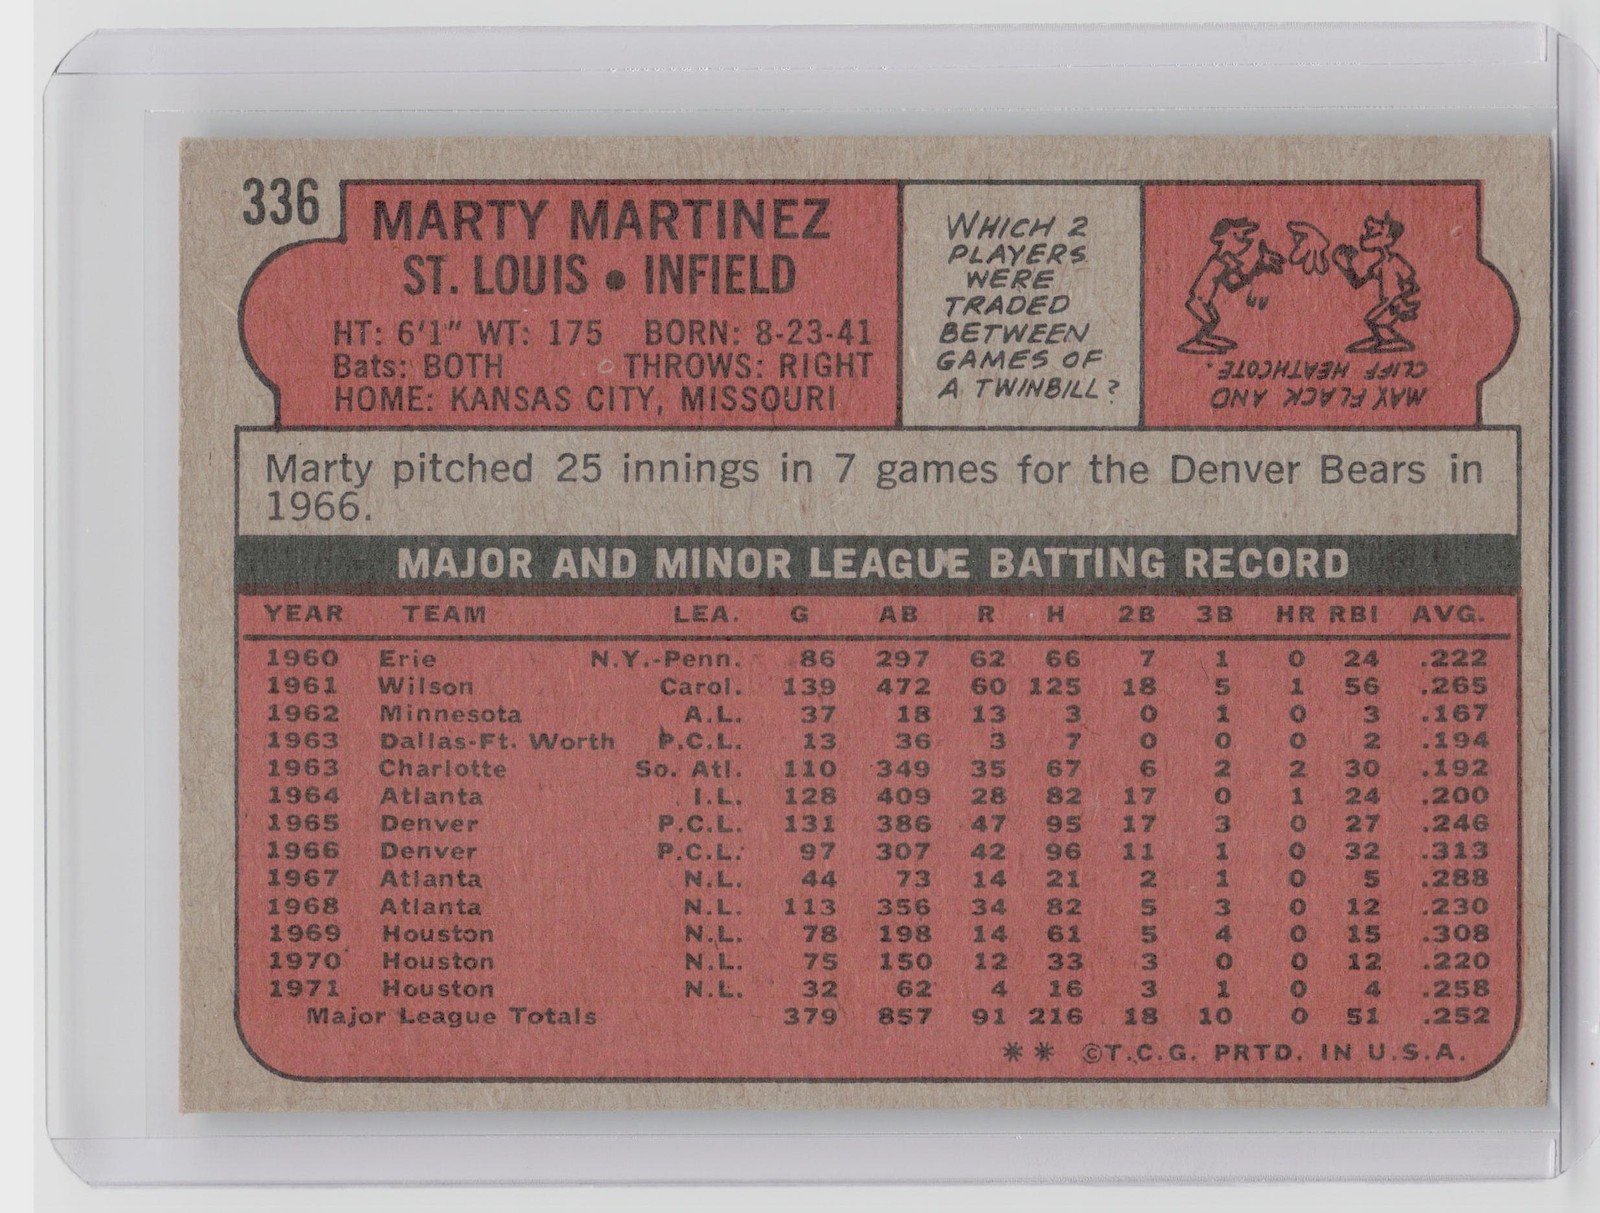 336
MARTY MARTINEZ
ST. LOUIS • INFIELD
HT: 6'1" WT: 175 BORN: 8-23-41
Bats: BOTH THROWS: RIGHT
HOME: KANSAS CITY, MISSOURI
WHICH 2
PLAYERS
WERE
TRADED
BETWEEN
GAMES OF
A TWINBILL?
MAX FLACK AND
CLIFF HEATHCOTE.
Marty pitched 25 innings in 7 games for the Denver Bears in
1966.
MAJOR AND MINOR LEAGUE BATTING RECORD
YEAR TEAM LEA. G AB R H 2B 3B HR RBI AVG.
1960 Erie N.Y.-Penn. 86 297 62 66 7 1 0 24 .222
1961 Wilson Carol. 139 472 60 125 18 5 1 56 .265
1962 Minnesota A.L. 37 18 13 3 0 1 0 3 .167
1963 Dallas-Ft. Worth P.C.L. 13 36 3 7 0 0 0 2 .194
1963 Charlotte So. Atl. 110 349 35 67 6 2 2 30 .192
1964 Atlanta I.L. 128 409 28 82 17 0 1 24 .200
1965 Denver P.C.L. 131 386 47 95 17 3 0 27 .246
1966 Denver P.C.L. 97 307 42 96 11 1 0 32 .313
1967 Atlanta N.L. 44 73 14 21 2 1 0 5 .288
1968 Atlanta N.L. 113 356 34 82 5 3 0 12 .230
1969 Houston N.L. 78 198 14 61 5 4 0 15 .308
1970 Houston N.L. 75 150 12 33 3 0 0 12 .220
1971 Houston N.L. 32 62 4 16 3 1 0 4 .258
Major League Totals 379 857 91 216 18 10 0 51 .252
** ©T.C.G. PRTD. IN U.S.A.